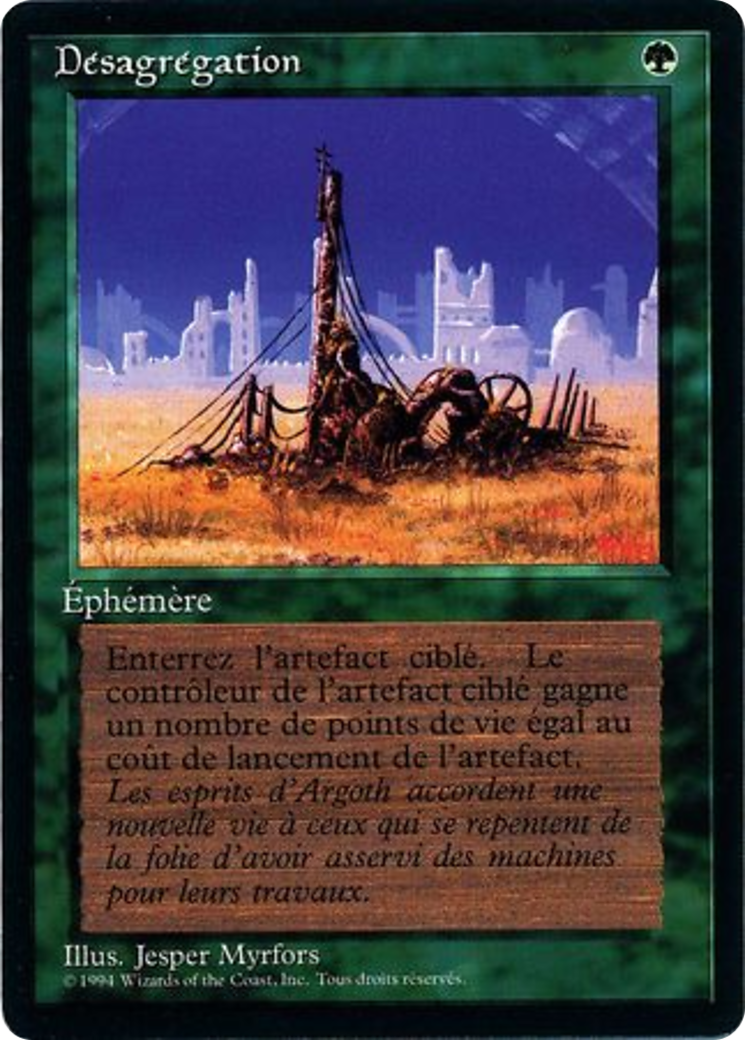 Désagrégation
Éphémère
Enterrez l'artefact ciblé. Le
contrôleur de l'artefact ciblé gagne
un nombre de points de vie égal au
coût de lancement de l'artefact.
Les esprits d'Argoth accordent une
nouvelle vie à ceux qui se repentent de
la folie d'avoir asservi des machines
pour leurs travaux.
Illus. Jesper Myrfors
© 1994 Wizards of the Coast, Inc. Tous droits réservés.